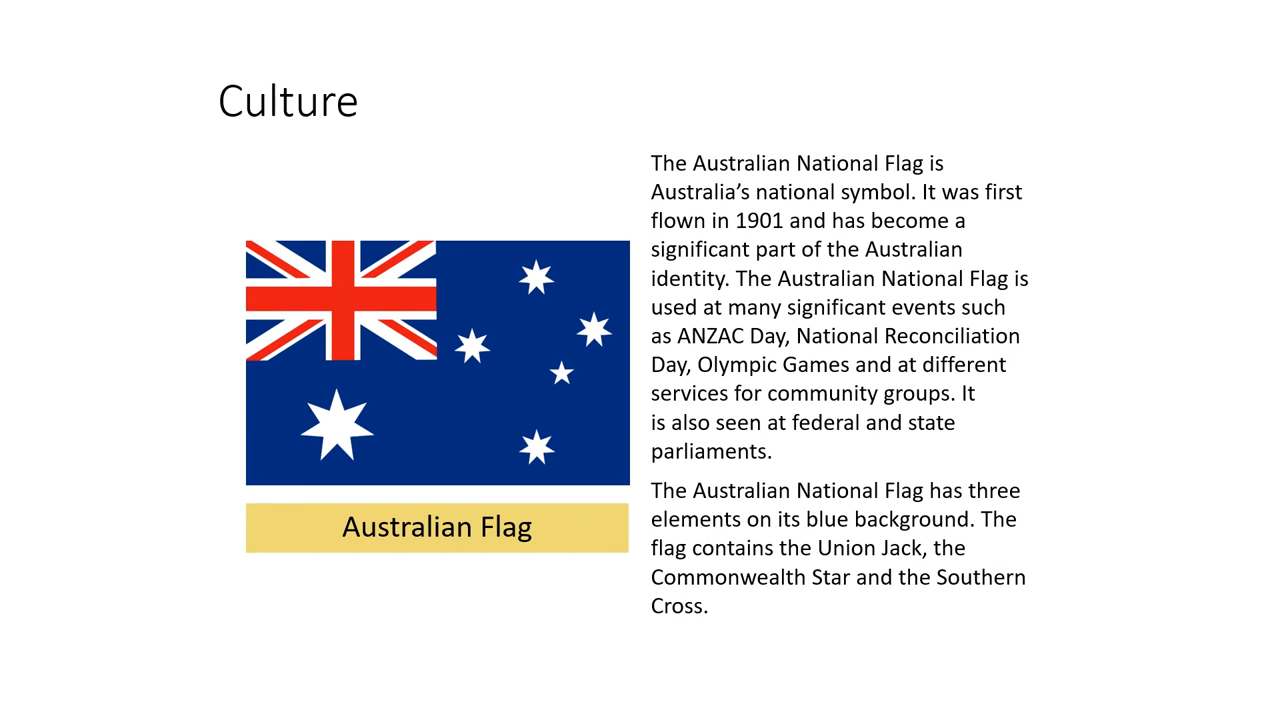 Culture
The Australian National Flag is
Australia’s national symbol. It was first
flown in 1901 and has become a
significant part of the Australian
identity. The Australian National Flag is
used at many significant events such
as ANZAC Day, National Reconciliation
Day, Olympic Games and at different
services for community groups. It
is also seen at federal and state
parliaments.
The Australian National Flag has three
elements on its blue background. The
flag contains the Union Jack, the
Commonwealth Star and the Southern
Cross.
Australian Flag